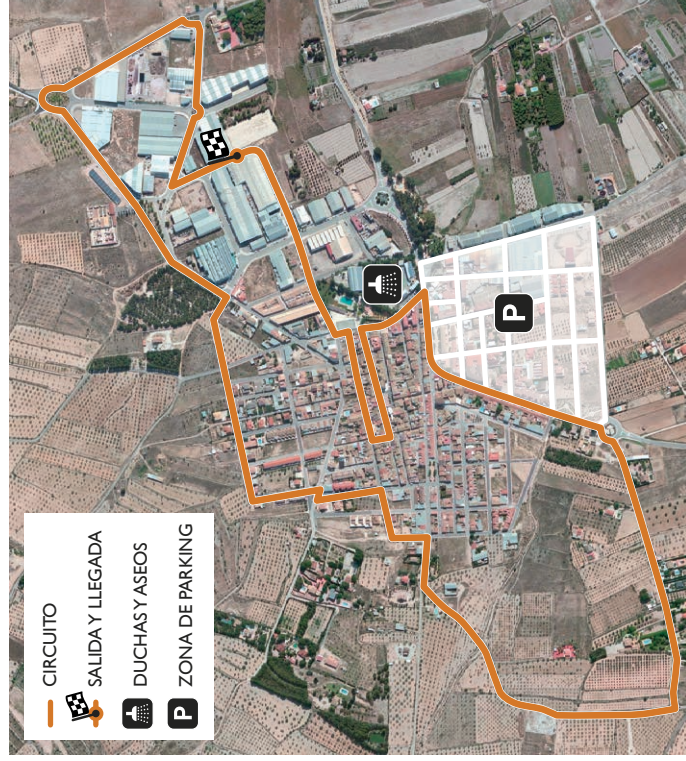 CIRCUITO
SALIDA Y LLEGADA
DUCHAS Y ASEOS
P ZONA DE PARKING
P